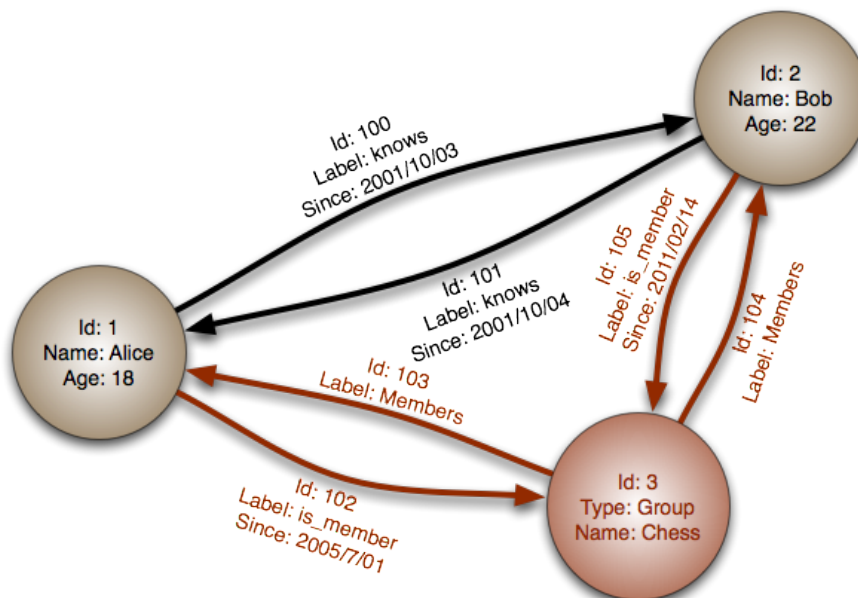 Id: 2
Name: Bob
Age: 22
Id: 100
Label: knows
Since: 2001/10/03
Id: 101
Label: knows
Since: 2001/10/04
Id: 105
Label: is_member
Since: 2011/02/14
Id: 104
Label: Members
Id: 1
Name: Alice
Age: 18
Id: 103
Label: Members
Id: 102
Label: is_member
Since: 2005/7/01
Id: 3
Type: Group
Name: Chess